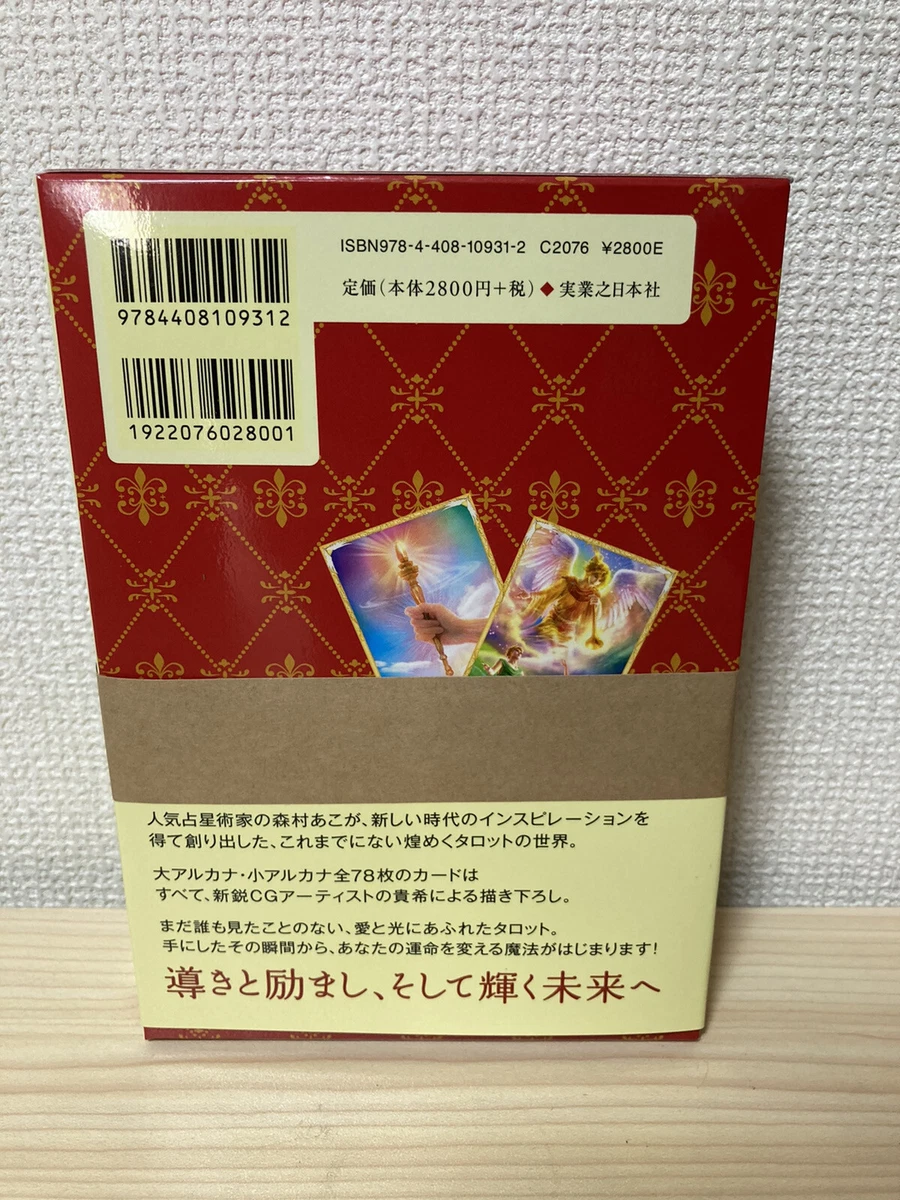 9784408109312
1922076028001
ISBN978-4-408-10931-2 C2076 ¥2800E
定価(本体2800円+税)◆実業之日本社
人気占星術家の森村あこが、新しい時代のインスピレーションを
得て創り出した、これまでにない煌めくタロットの世界。
大アルカナ・小アルカナ全78枚のカードは
すべて、新鋭CGアーティストの貴希による描き下ろし。
まだ誰も見たことのない、愛と光にあふれたタロット。
手にしたその瞬間から、あなたの運命を変える魔法がはじまります!
導きと励まし、そして輝く未来へ